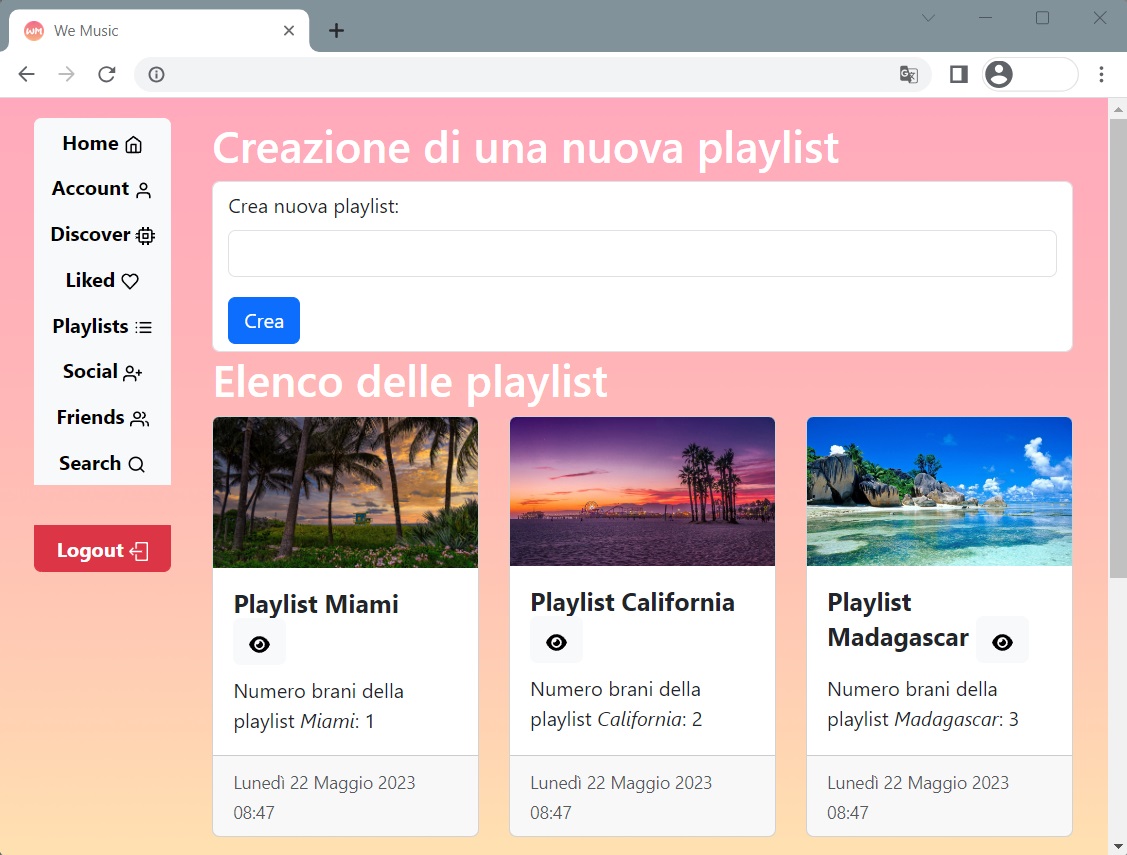 WM We Music
Home
Account
Discover
Liked
Playlists
Social
Friends
Search
Logout
Creazione di una nuova playlist
Crea nuova playlist:
Crea
Elenco delle playlist
Playlist Miami
Numero brani della
playlist Miami: 1
Lunedì 22 Maggio 2023
08:47
Playlist California
Numero brani della
playlist California: 2
Lunedì 22 Maggio 2023
08:47
Playlist
Madagascar
Numero brani della
playlist Madagascar: 3
Lunedì 22 Maggio 2023
08:47